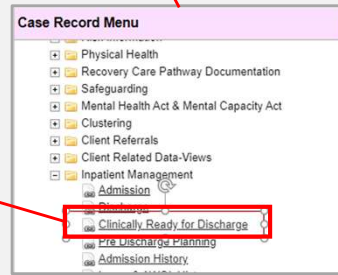 Case Record Menu
Physical Health
Recovery Care Pathway Documentation
Safeguarding
Mental Health Act & Mental Capacity Act
Clustering
Client Referrals
Client Related Data-Views
Inpatient Management
Admission
Discharge
Clinically Ready for Discharge
Pre Discharge Planning
Admission History